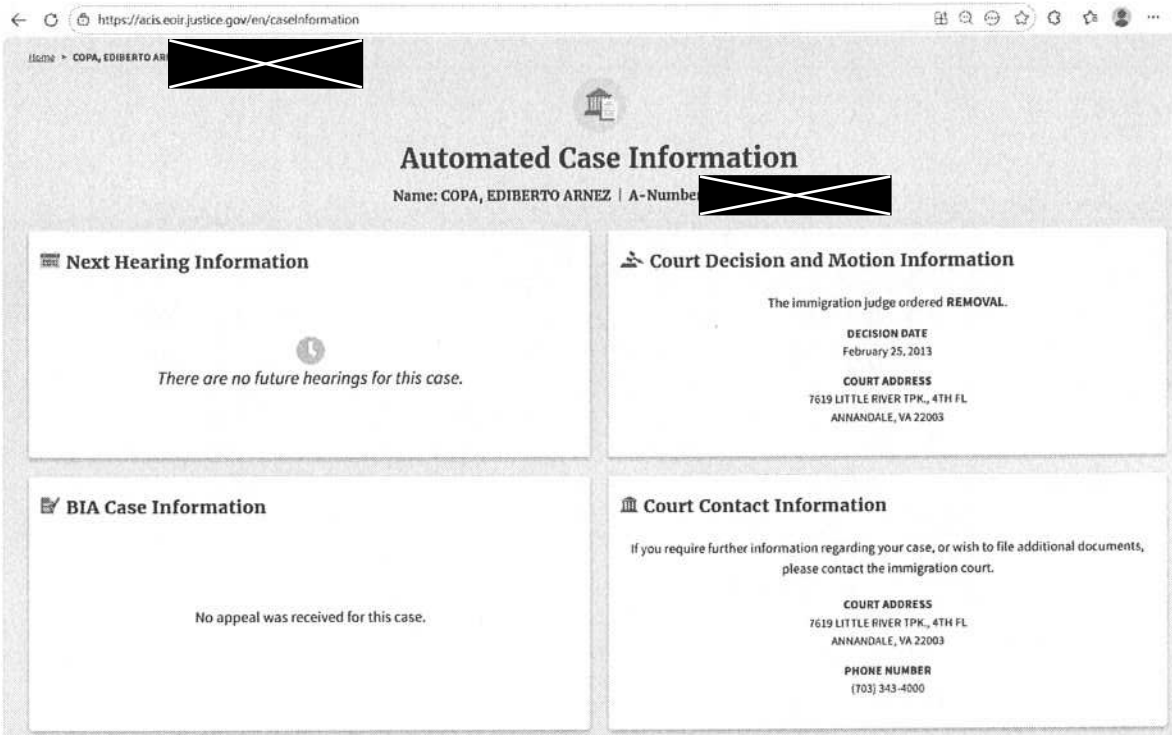 https://acis.eoir.justice.gov/en/caseInformation
Home > COPA, EDIBERTO
Automated Case Information
Name: COPA, EDIBERTO ARNEZ | A-Number
Next Hearing Information
There are no future hearings for this case.
Court Decision and Motion Information
The immigration judge ordered REMOVAL.
DECISION DATE
February 25, 2013
COURT ADDRESS
7619 LITTLE RIVER TPK., 4TH FL
ANNANDALE, VA 22003
BIA Case Information
No appeal was received for this case.
Court Contact Information
If you require further information regarding your case, or wish to file additional documents,
please contact the immigration court.
COURT ADDRESS
7619 LITTLE RIVER TPK., 4TH FL
ANNANDALE, VA 22003
PHONE NUMBER
(703) 343-4000